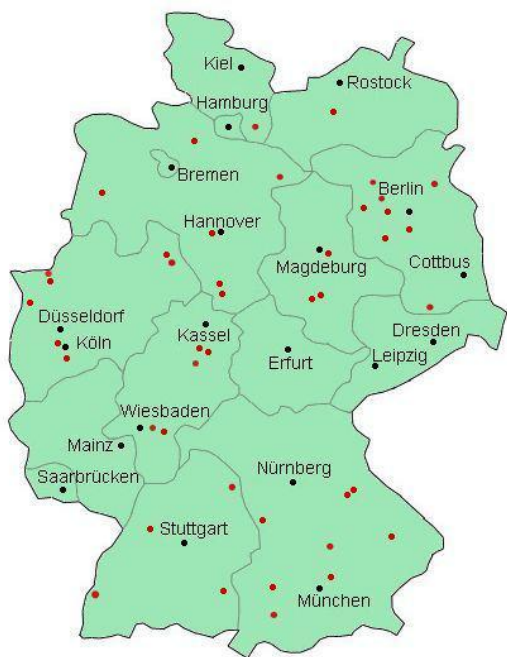 Kiel
Rostock
Hamburg
Bremen
Berlin
Hannover
Magdeburg
Cottbus
Düsseldorf
Kassel
Dresden
Köln
Erfurt
Leipzig
Wiesbaden
Mainz
Nürnberg
Saarbrücken
Stuttgart
München